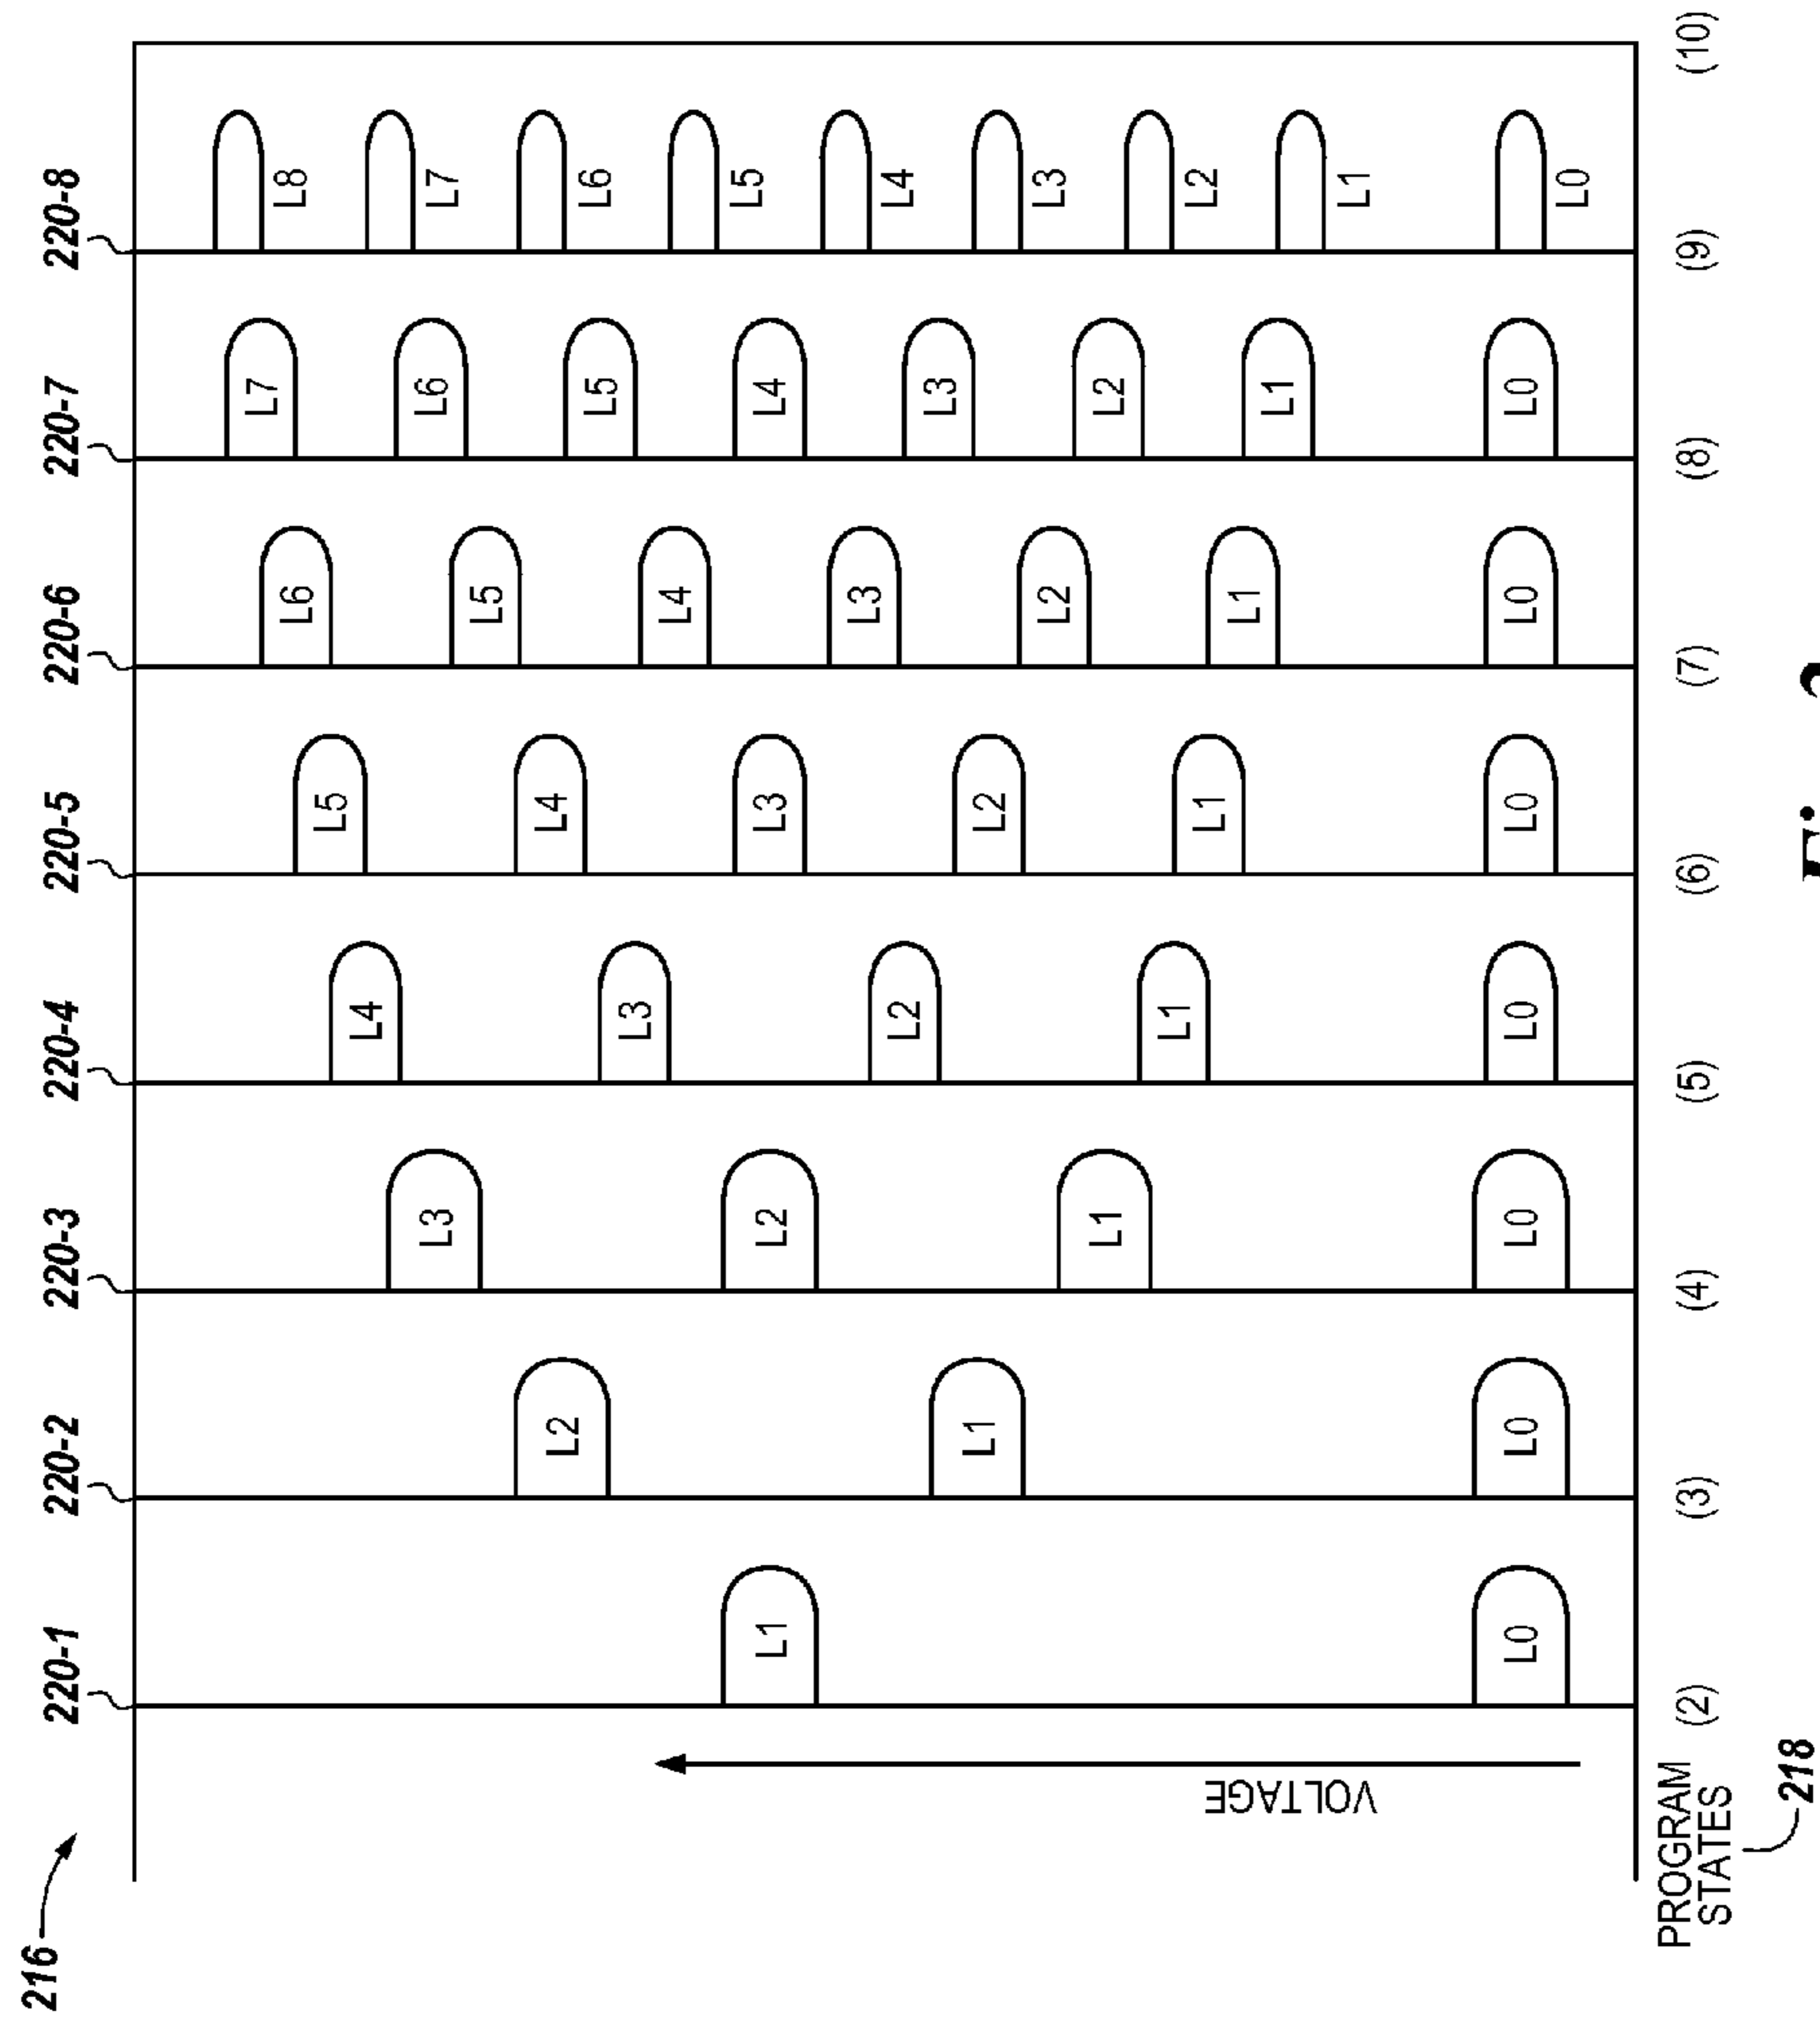 216
220-1
220-2
220-3
220-4
220-5
220-6
220-7
220-8
VOLTAGE
L1
L0
L2
L1
L0
L3
L2
L1
L0
L4
L3
L2
L1
L0
L5
L4
L3
L2
L1
L0
L6
L5
L4
L3
L2
L1
L0
L7
L6
L5
L4
L3
L2
L1
L0
L8
L7
L6
L5
L4
L3
L2
L1
L0
PROGRAM
STATES
(2)
(3)
(4)
(5)
(6)
(7)
(8)
(9)
(10)
218